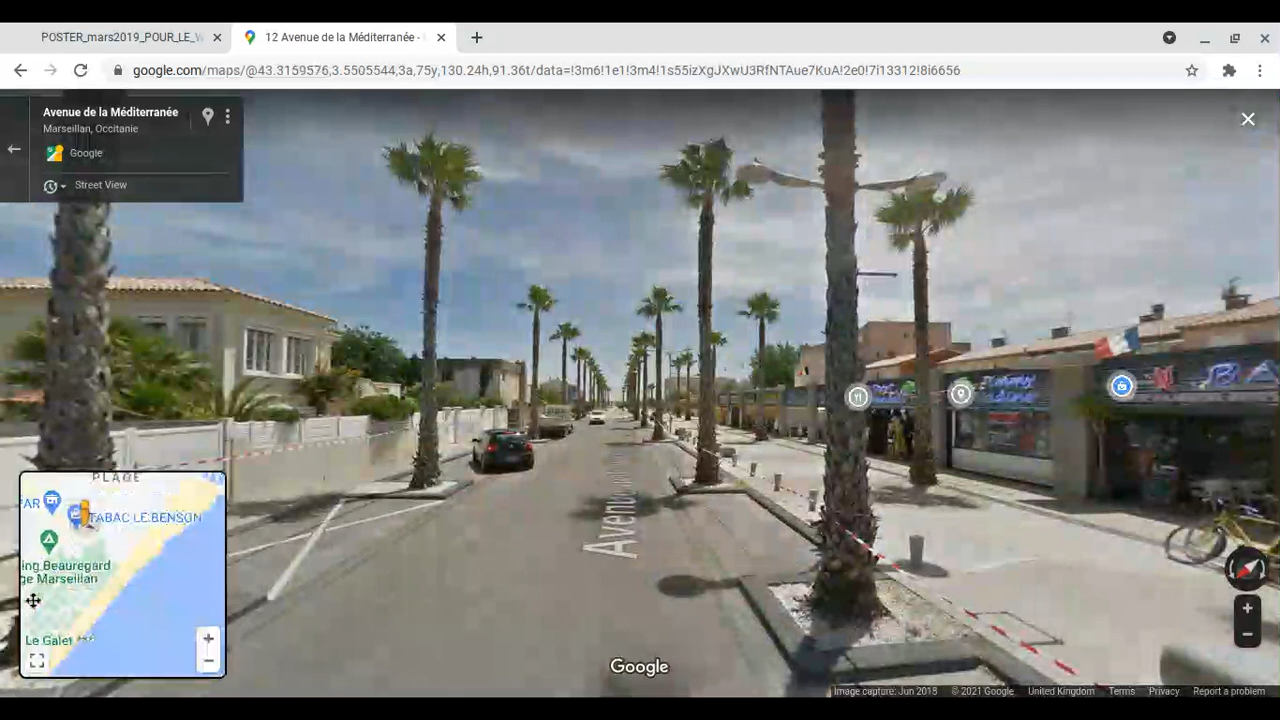 POSTER_mars2019_POUR_LE_W
12 Avenue de la Méditerranée -
google.com/maps/@43.3159576,3.5505544,3a,75y,130.24h,91.36t/data=!3m6!1e1!3m4!1s55izXgJXwU3RfNTAue7KuA!2e0!7i13312!8i6656
Avenue de la Méditerranée
Marseillan, Occitanie
Google
Street View
BA
Avenue
PLAGE
TABAC LE BENSON
ing Beauregard
ge Marseillan
Le Galet
Google
Image capture: Jun 2018 © 2021 Google United Kingdom Terms Privacy Report a problem